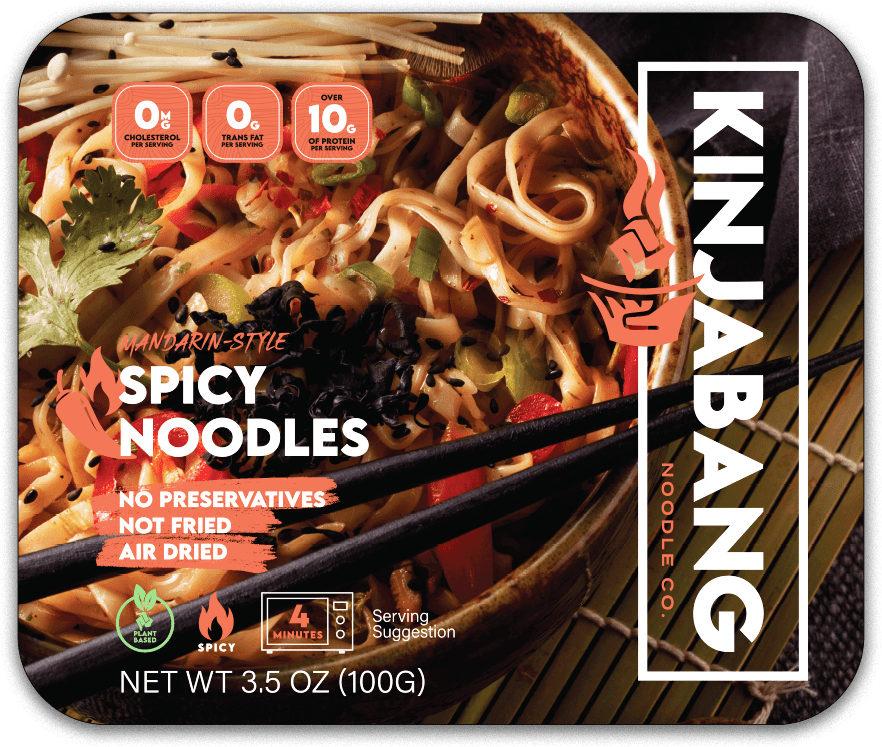 0MG
CHOLESTEROL
PER SERVING
0G
TRANS FAT
PER SERVING
OVER
10G
OF PROTEIN
PER SERVING
MANDARIN-STYLE
SPICY
NOODLES
NO PRESERVATIVES
NOT FRIED
AIR DRIED
PLANT
BASED
SPICY
4
MINUTES
Serving
Suggestion
NET WT 3.5 OZ (100G)
KINJABANG
NOODLE CO.